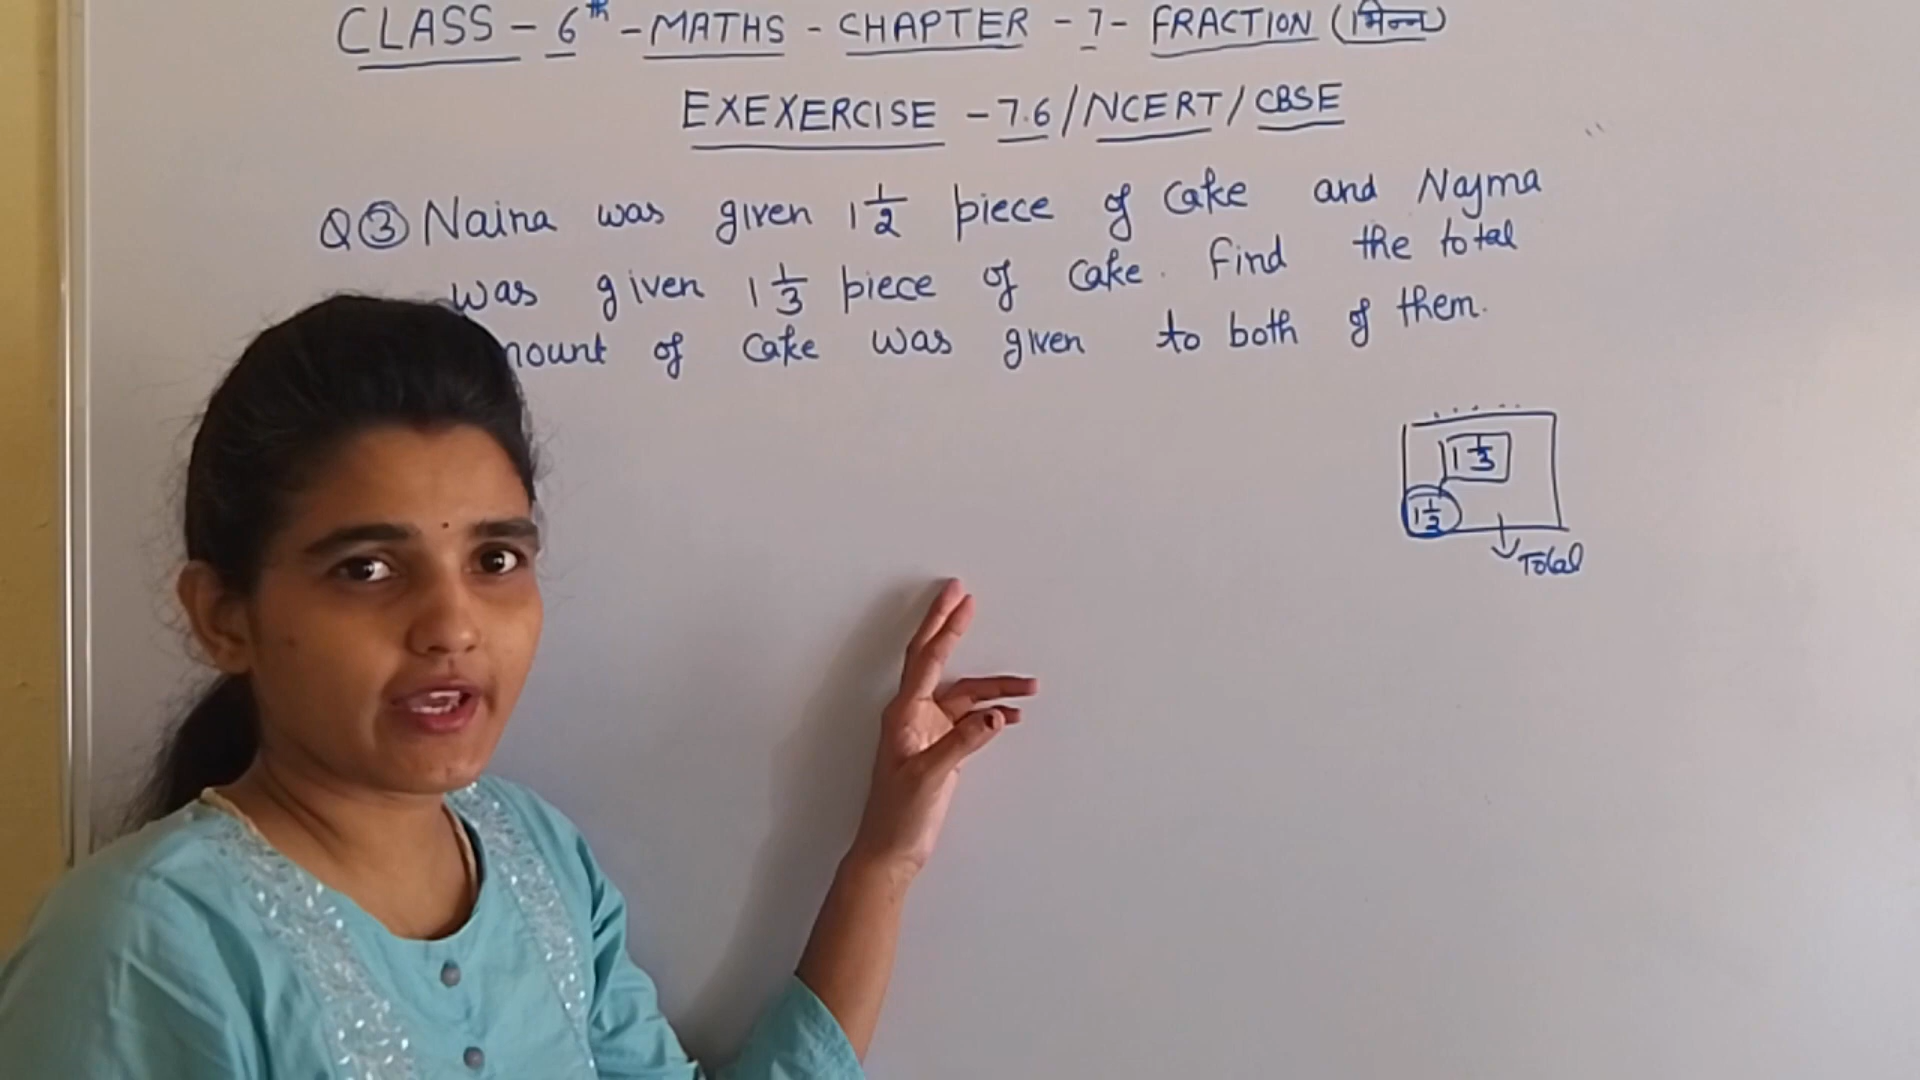 CLASS - 6th - MATHS - CHAPTER - 7 - FRACTION (भिन्न)
EXEXERCISE - 7.6 / NCERT / CBSE
Q③ Naina was given 1 1/2 piece of cake and Najma
was given 1 1/3 piece of cake. Find the total
mount of cake was given to both of them.
1 1/3
1 1/2
Total